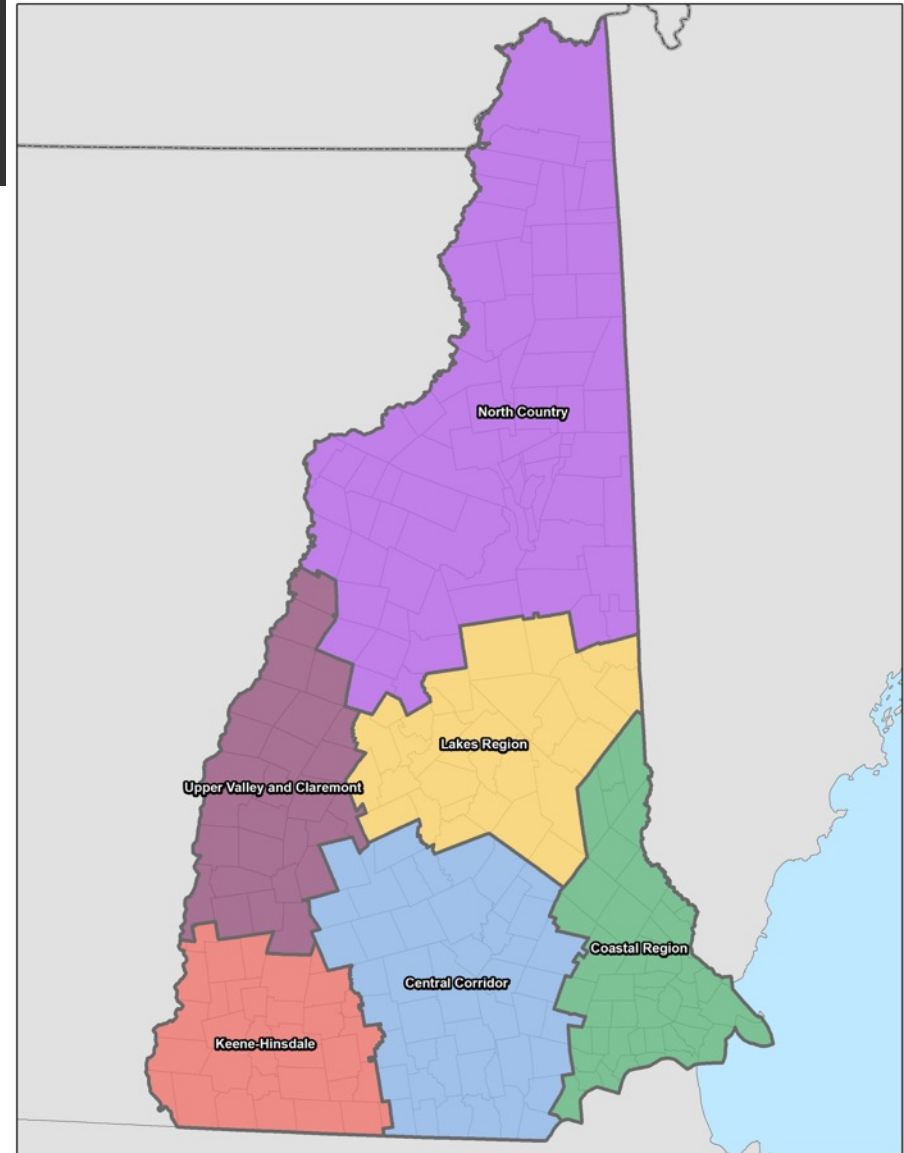 North Country
Lakes Region
Upper Valley and Claremont
Coastal Region
Central Corridor
Keene-Hinsdale